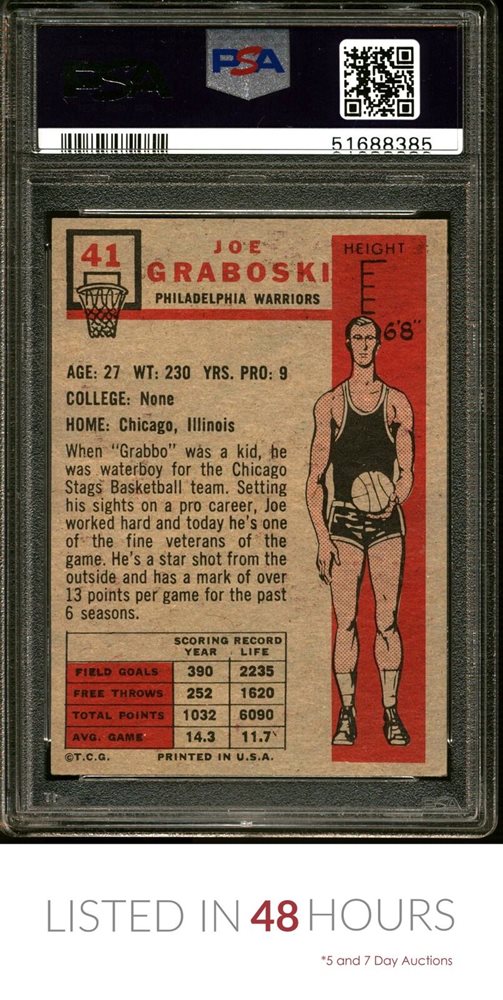 PSA
PSA
51688385
41
JOE
GRABOSKI
PHILADELPHIA WARRIORS
HEIGHT
6'8"
AGE: 27 WT: 230 YRS. PRO: 9
COLLEGE: None
HOME: Chicago, Illinois
When "Grabbo" was a kid, he
was waterboy for the Chicago
Stags Basketball team. Setting
his sights on a pro career, Joe
worked hard and today he's one
of the fine veterans of the
game. He's a star shot from the
outside and has a mark of over
13 points per game for the past
6 seasons.
SCORING RECORD
YEAR LIFE
FIELD GOALS 390 2235
FREE THROWS 252 1620
TOTAL POINTS 1032 6090
AVG. GAME 14.3 11.7
©T.C.G. PRINTED IN U.S.A.
PSA
LISTED IN 48 HOURS
*5 and 7 Day Auctions